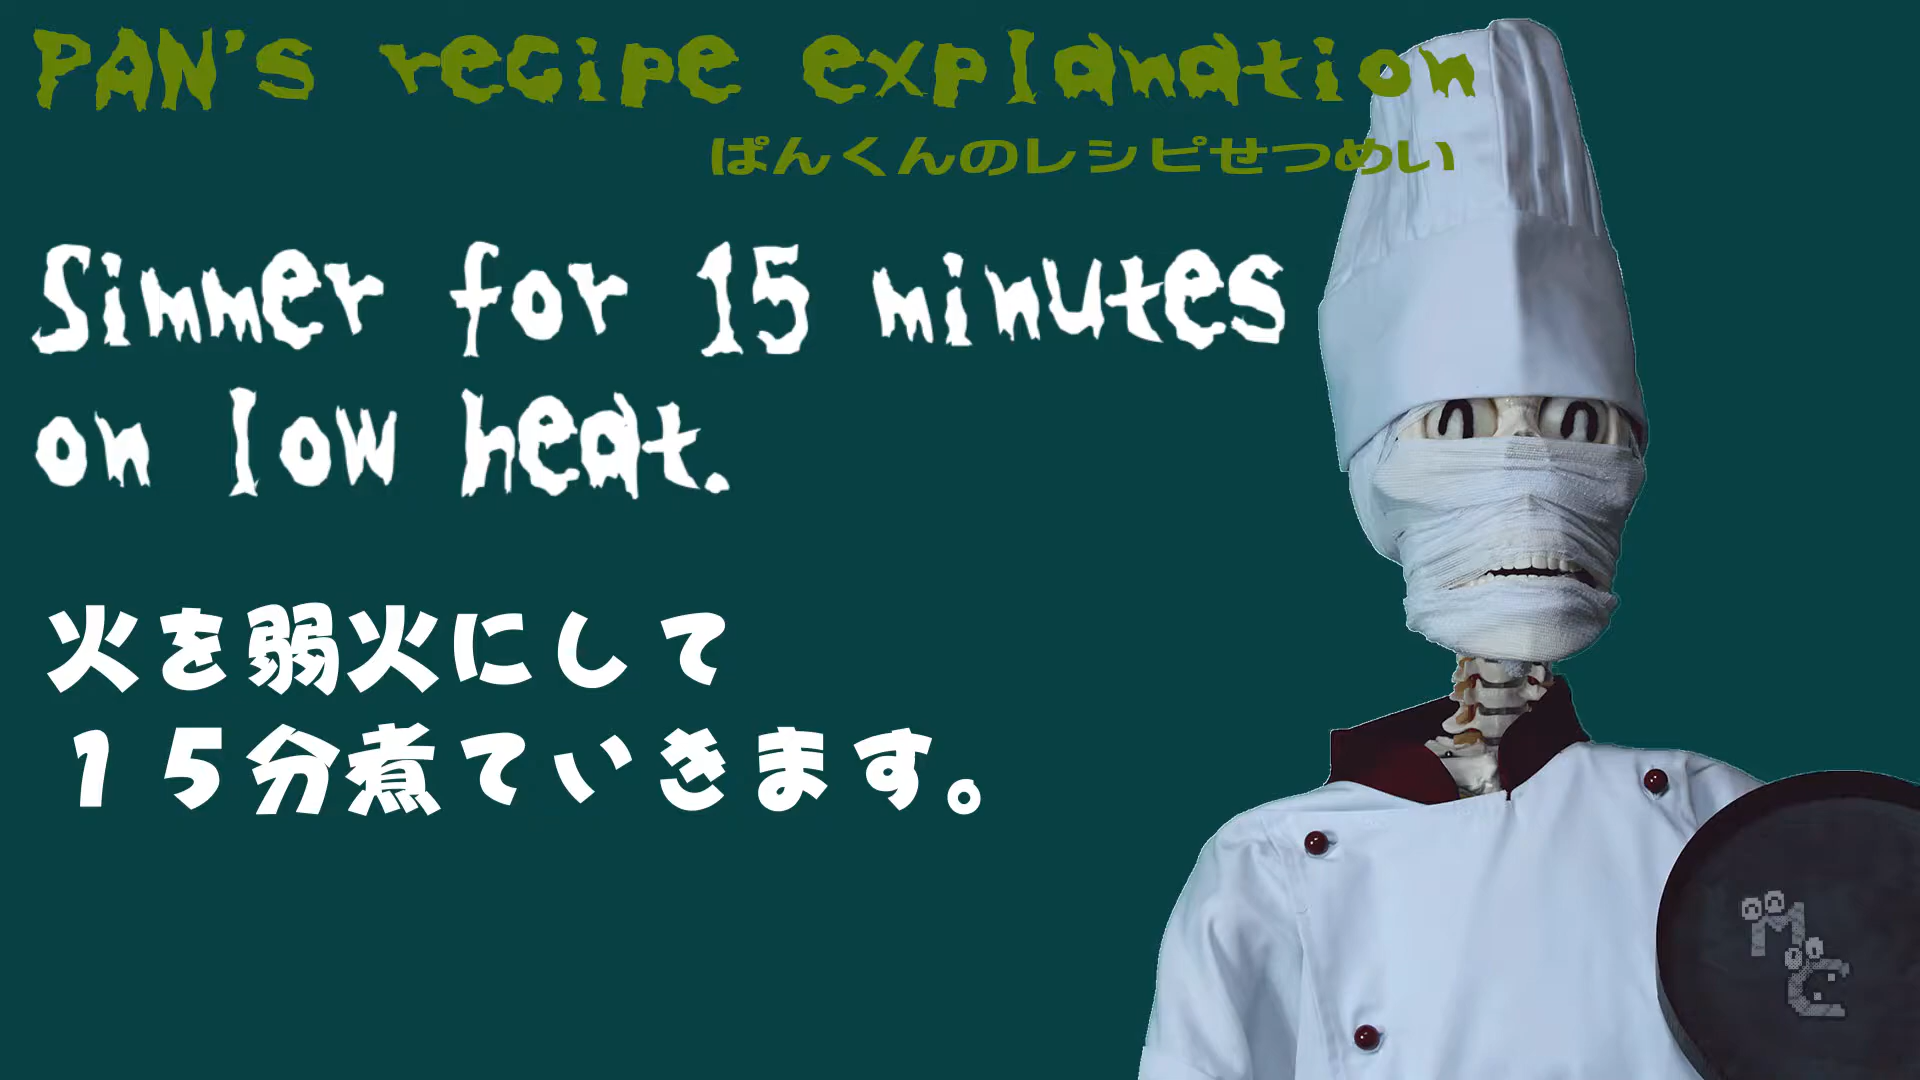 PAN's recipe explanation
ぱんくんのレシピせつめい
Simmer for 15 minutes
on low heat.
火を弱火にして
１５分煮ていきます。
MC